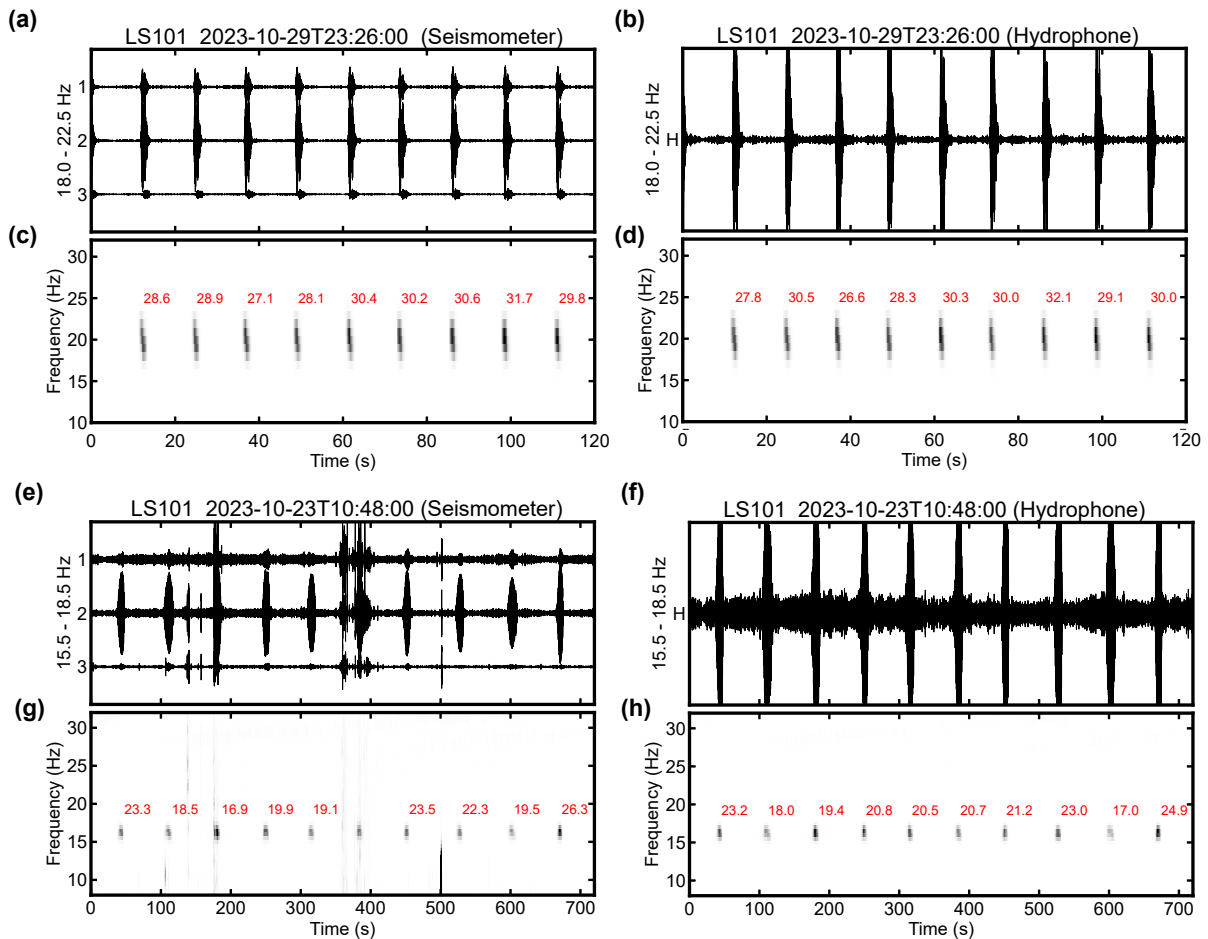 (a)
LS101 2023-10-29T23:26:00 (Seismometer)
18.0 - 22.5 Hz
1
2
3
(b)
LS101 2023-10-29T23:26:00 (Hydrophone)
18.0 - 22.5 Hz
H
(c)
Frequency (Hz)
30
25
20
15
10
28.6 28.9 27.1 28.1 30.4 30.2 30.6 31.7 29.8
0 20 40 60 80 100 120
Time (s)
(d)
Frequency (Hz)
30
25
20
15
10
27.8 30.5 26.6 28.3 30.3 30.0 32.1 29.1 30.0
0 20 40 60 80 100 120
Time (s)
(e)
LS101 2023-10-23T10:48:00 (Seismometer)
15.5 - 18.5 Hz
1
2
3
(f)
LS101 2023-10-23T10:48:00 (Hydrophone)
15.5 - 18.5 Hz
H
(g)
Frequency (Hz)
30
25
20
15
10
23.3 18.5 16.9 19.9 19.1 23.5 22.3 19.5 26.3
0 100 200 300 400 500 600 700
Time (s)
(h)
Frequency (Hz)
30
25
20
15
10
23.2 18.0 19.4 20.8 20.5 20.7 21.2 23.0 17.0 24.9
0 100 200 300 400 500 600 700
Time (s)